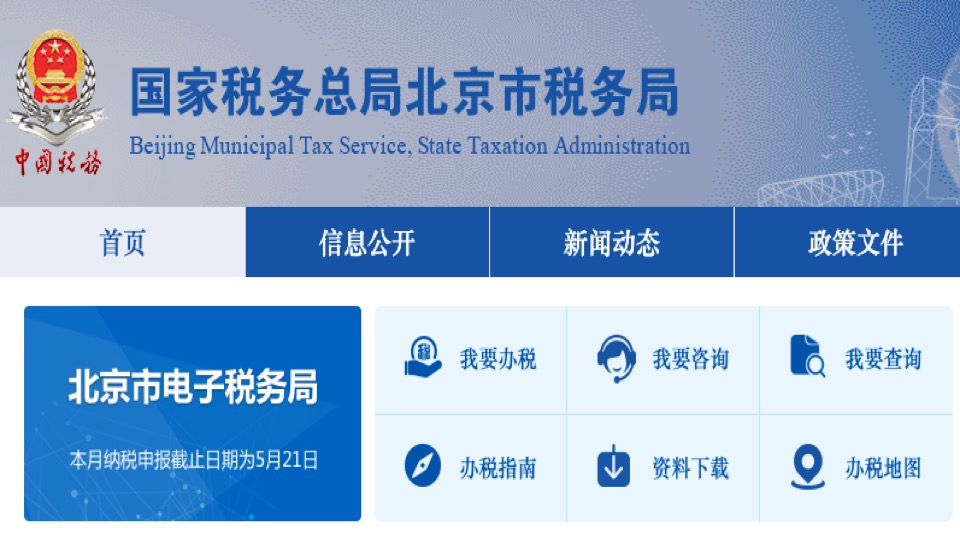 国家税务总局北京市税务局
Beijing Municipal Tax Service, State Taxation Administration
中国税务
首页
信息公开
新闻动态
政策文件
北京市电子税务局
本月纳税申报截止日期为5月21日
税
我要办税
我要咨询
我要查询
办税指南
资料下载
办税地图